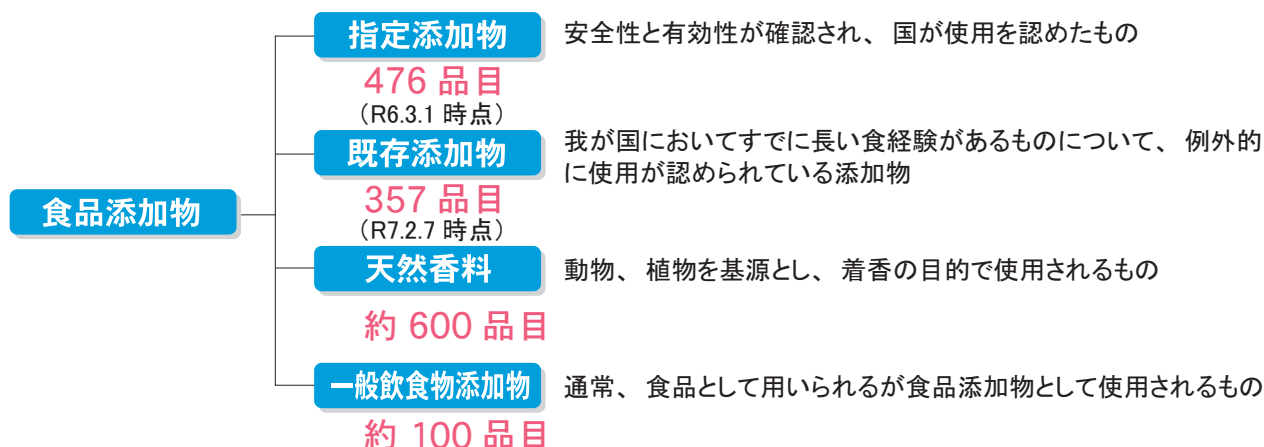 食品添加物
指定添加物
安全性と有効性が確認され、国が使用を認めたもの
476 品目
(R6.3.1 時点)
既存添加物
我が国においてすでに長い食経験があるものについて、例外的
に使用が認められている添加物
357 品目
(R7.2.7 時点)
天然香料
動物、植物を基源とし、着香の目的で使用されるもの
約 600 品目
一般飲食物添加物
通常、食品として用いられるが食品添加物として使用されるもの
約 100 品目